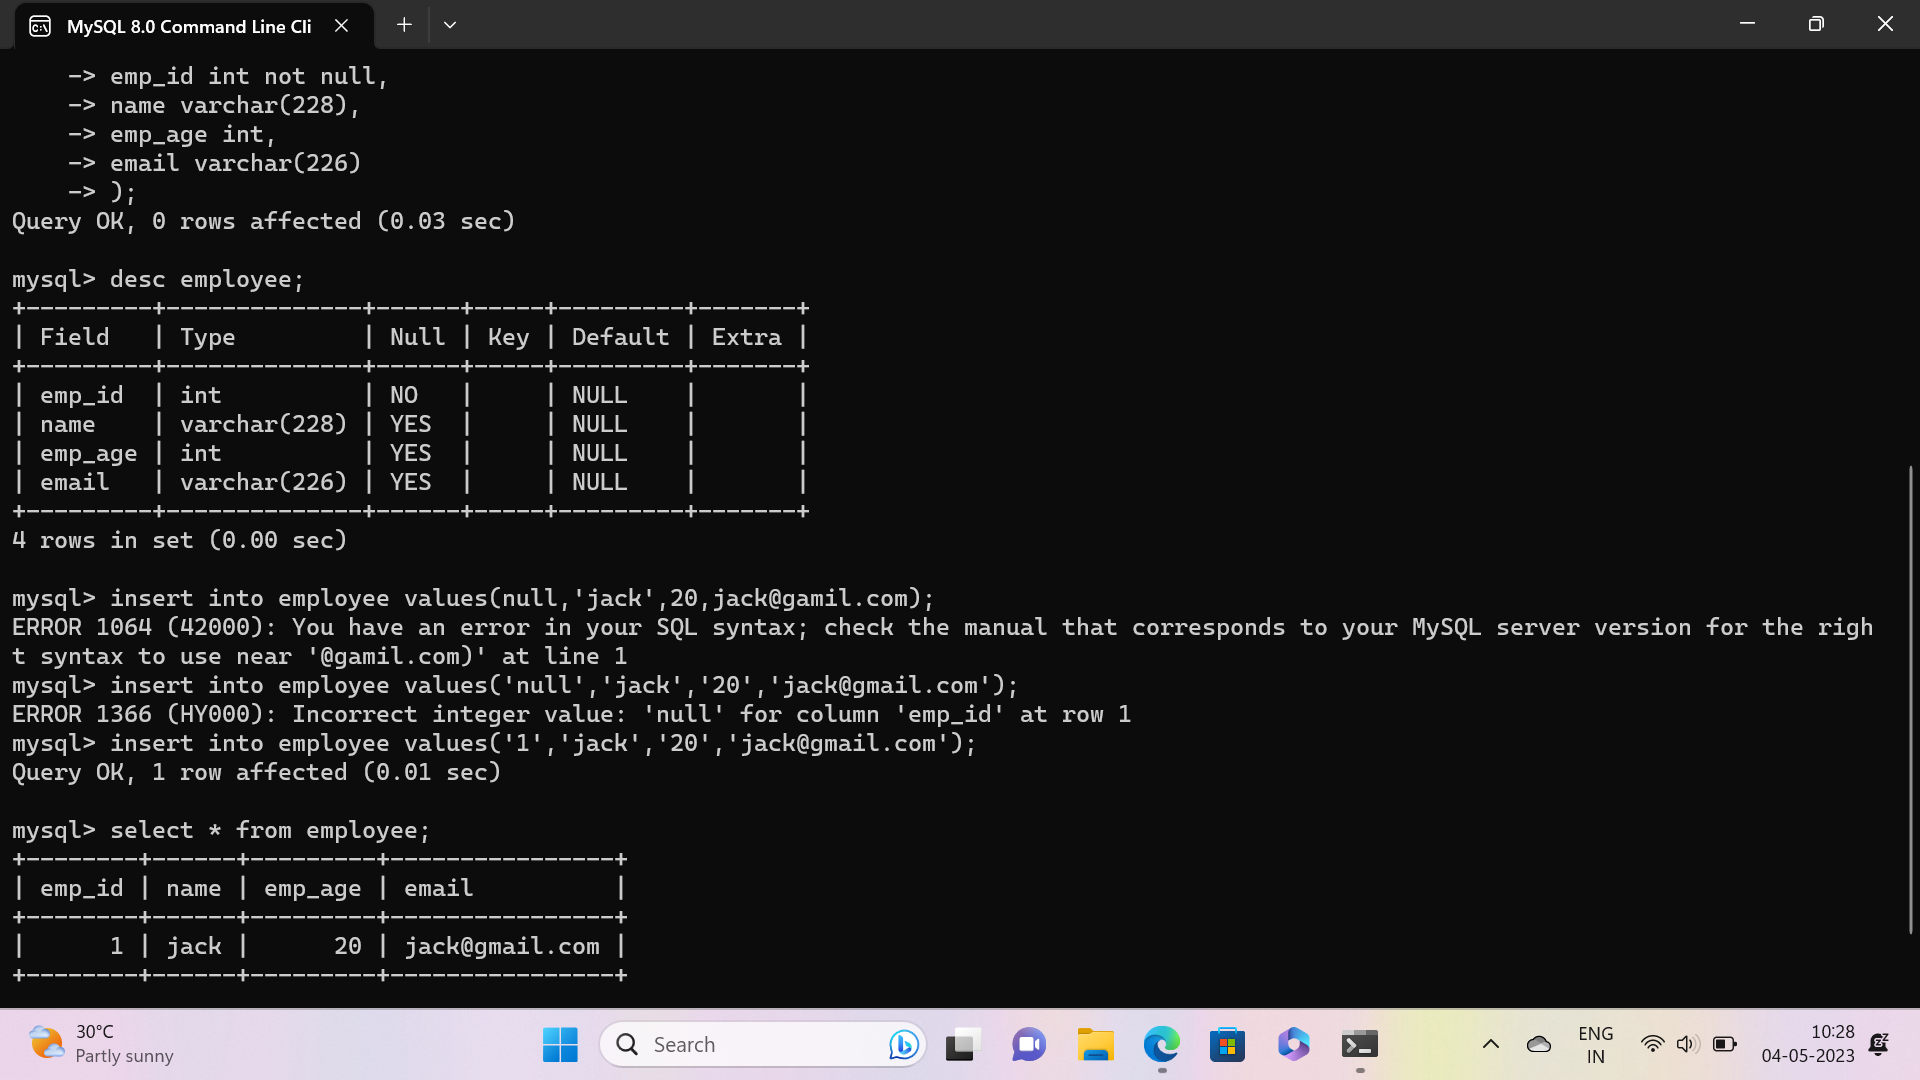 MySQL 8.0 Command Line Cli
-> emp_id int not null,
-> name varchar(228),
-> emp_age int,
-> email varchar(226)
-> );
Query OK, 0 rows affected (0.03 sec)
mysql> desc employee;
+---------+--------------+------+-----+---------+-------+
| Field   | Type         | Null | Key | Default | Extra |
+---------+--------------+------+-----+---------+-------+
| emp_id  | int          | NO   |     | NULL    |       |
| name    | varchar(228) | YES  |     | NULL    |       |
| emp_age | int          | YES  |     | NULL    |       |
| email   | varchar(226) | YES  |     | NULL    |       |
+---------+--------------+------+-----+---------+-------+
4 rows in set (0.00 sec)
mysql> insert into employee values(null,'jack',20,jack@gamil.com);
ERROR 1064 (42000): You have an error in your SQL syntax; check the manual that corresponds to your MySQL server version for the righ
t syntax to use near '@gamil.com)' at line 1
mysql> insert into employee values('null','jack','20','jack@gmail.com');
ERROR 1366 (HY000): Incorrect integer value: 'null' for column 'emp_id' at row 1
mysql> insert into employee values('1','jack','20','jack@gmail.com');
Query OK, 1 row affected (0.01 sec)
mysql> select * from employee;
+--------+------+---------+----------------+
| emp_id | name | emp_age | email          |
+--------+------+---------+----------------+
|      1 | jack |      20 | jack@gmail.com |
+--------+------+---------+----------------+
30°C
Partly sunny
Search
ENG
IN
10:28
04-05-2023